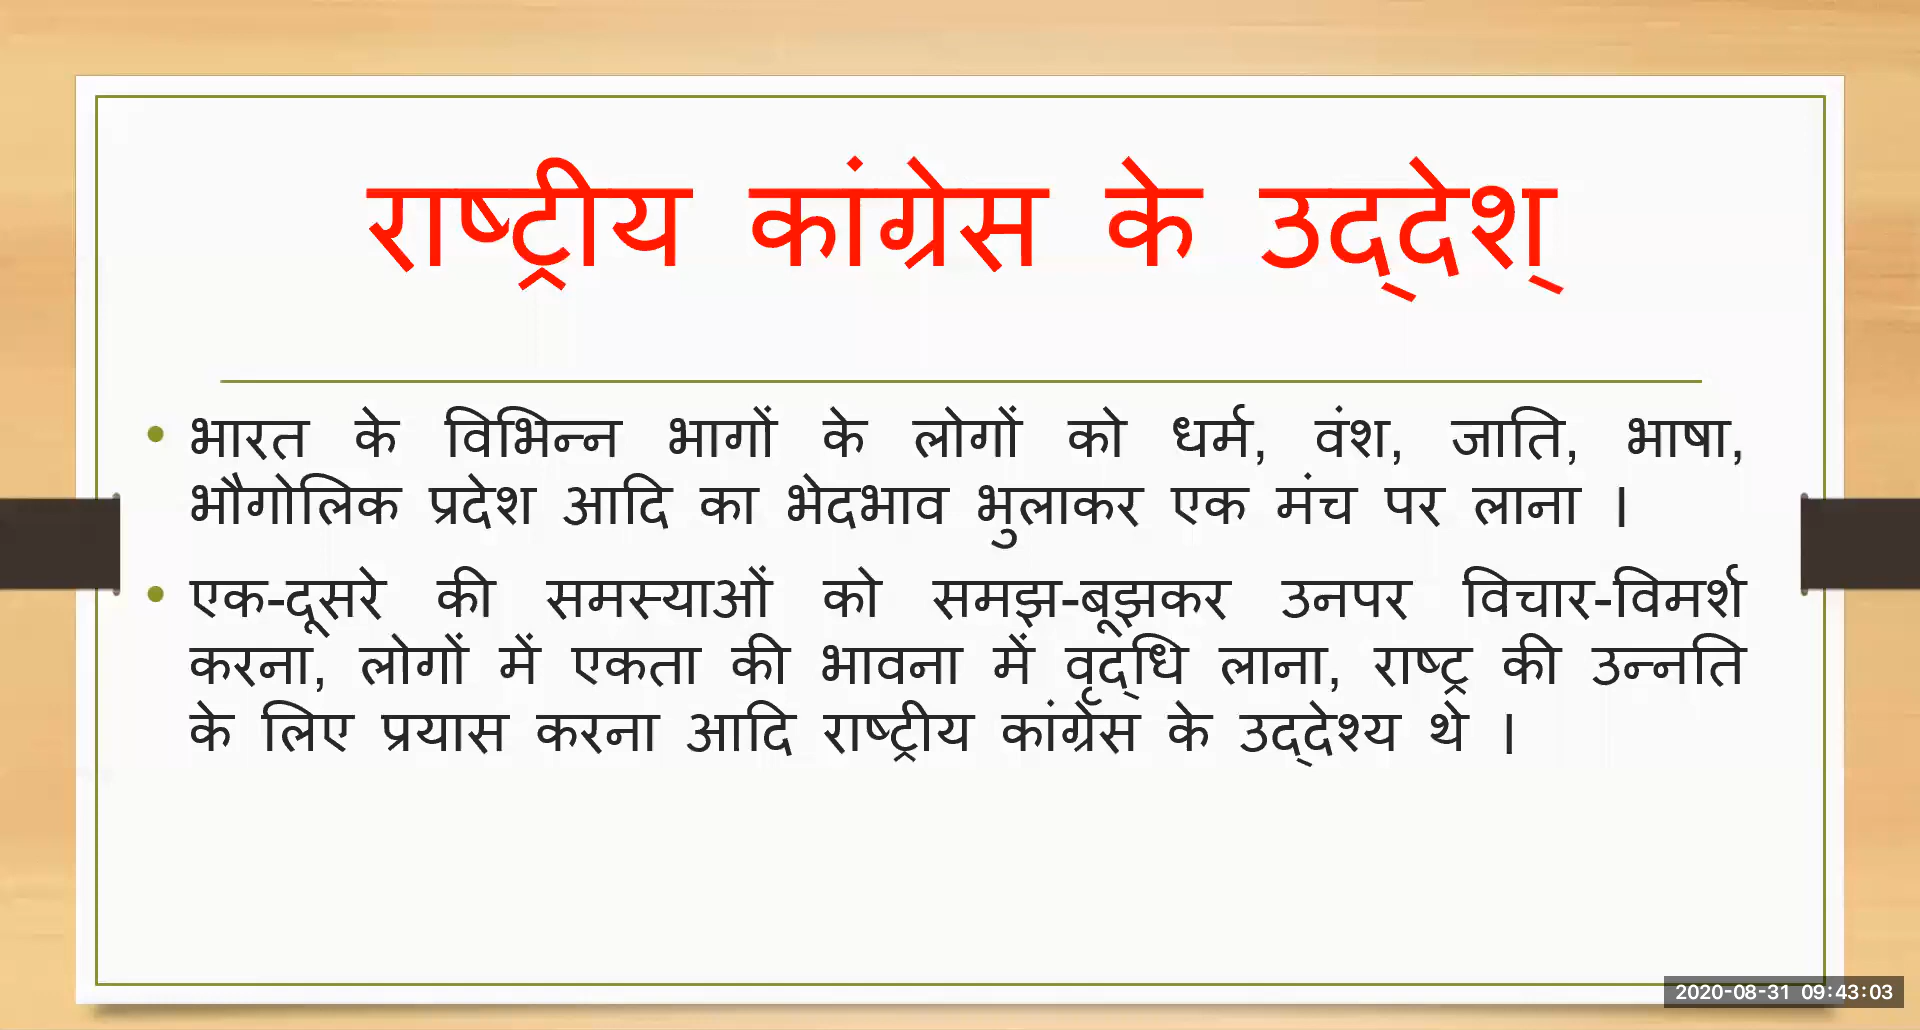 राष्ट्रीय कांग्रेस के उद्देश्
• भारत के विभिन्न भागों के लोगों को धर्म, वंश, जाति, भाषा,
भौगोलिक प्रदेश आदि का भेदभाव भुलाकर एक मंच पर लाना ।
• एक-दूसरे की समस्याओं को समझ-बूझकर उनपर विचार-विमर्श
करना, लोगों में एकता की भावना में वृद्धि लाना, राष्ट्र की उन्नति
के लिए प्रयास करना आदि राष्ट्रीय कांग्रेस के उद्देश्य थे ।
2020-08-31 09:43:03